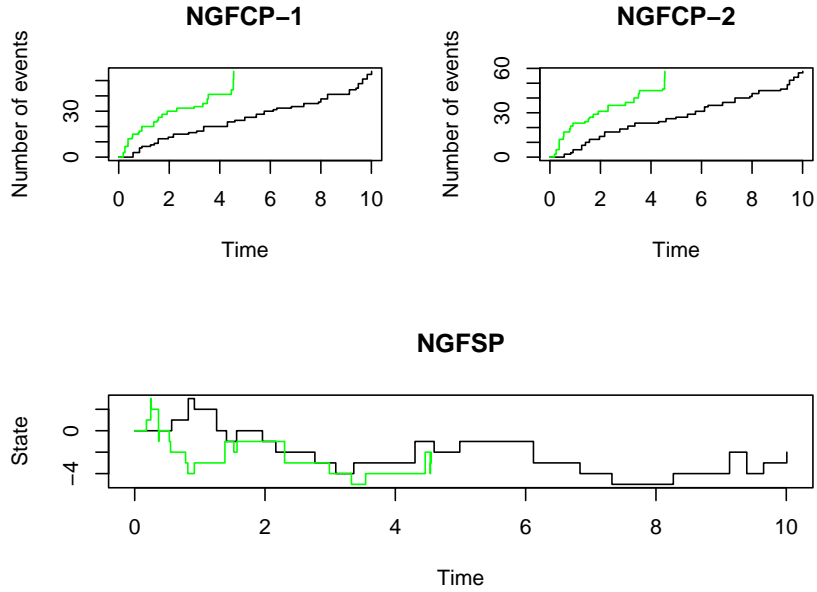 NGFCP−1
Number of events
0 30
0 2 4 6 8 10
Time
NGFCP−2
Number of events
0 30 60
0 2 4 6 8 10
Time
NGFSP
State
−4 0
0 2 4 6 8 10
Time